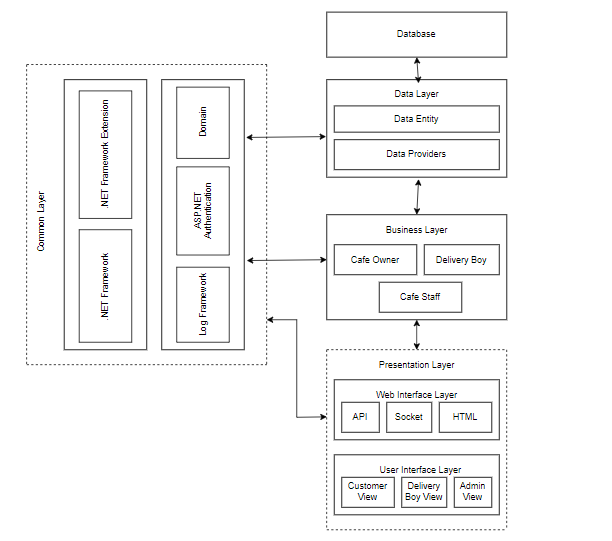 Database
Data Layer
Data Entity
Data Providers
Common Layer
.NET Framework Extension
.NET Framework
Domain
ASP.NET
Authentication
Log Framework
Business Layer
Cafe Owner
Delivery Boy
Cafe Staff
Presentation Layer
Web Interface Layer
API
Socket
HTML
User Interface Layer
Customer
View
Delivery
Boy View
Admin
View